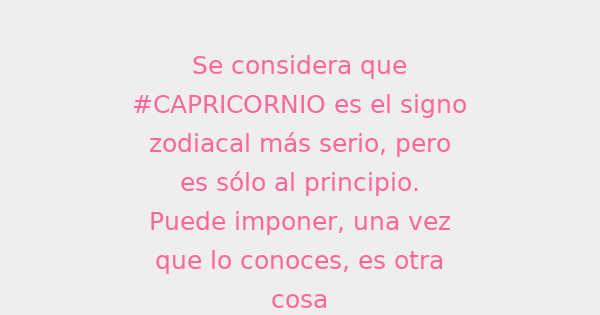 Se considera que
#CAPRICORNIO es el signo
zodiacal más serio, pero
es sólo al principio.
Puede imponer, una vez
que lo conoces, es otra
cosa